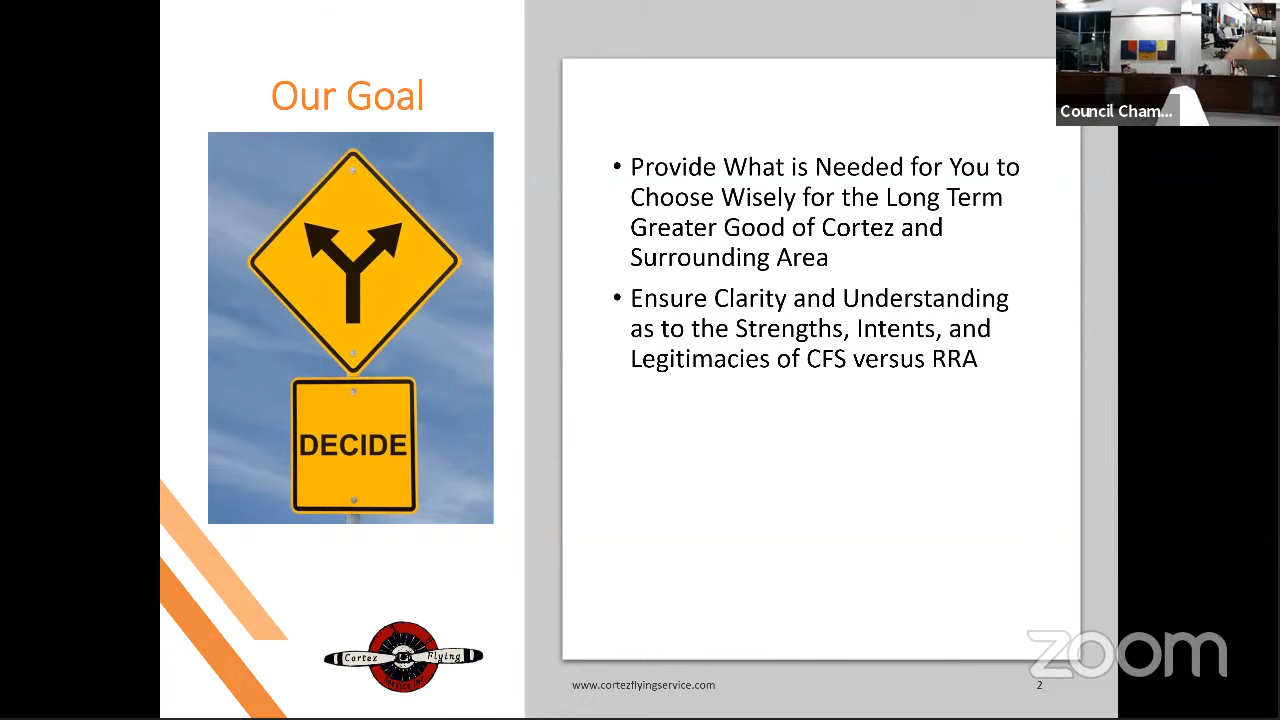 Our Goal
DECIDE
Cortez Flying
Service, Inc.
• Provide What is Needed for You to
Choose Wisely for the Long Term
Greater Good of Cortez and
Surrounding Area
• Ensure Clarity and Understanding
as to the Strengths, Intents, and
Legitimacies of CFS versus RRA
www.cortezflyingservice.com
2
Council Cham...
zoom